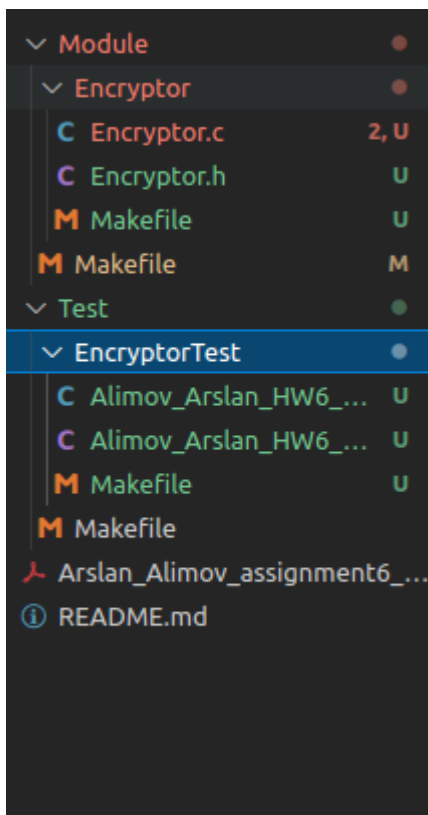 Module
Encryptor
C Encryptor.c 2, U
C Encryptor.h U
M Makefile U
M Makefile M
Test
EncryptorTest
C Alimov_Arslan_HW6_... U
C Alimov_Arslan_HW6_... U
M Makefile U
M Makefile
Arslan_Alimov_assignment6_...
README.md